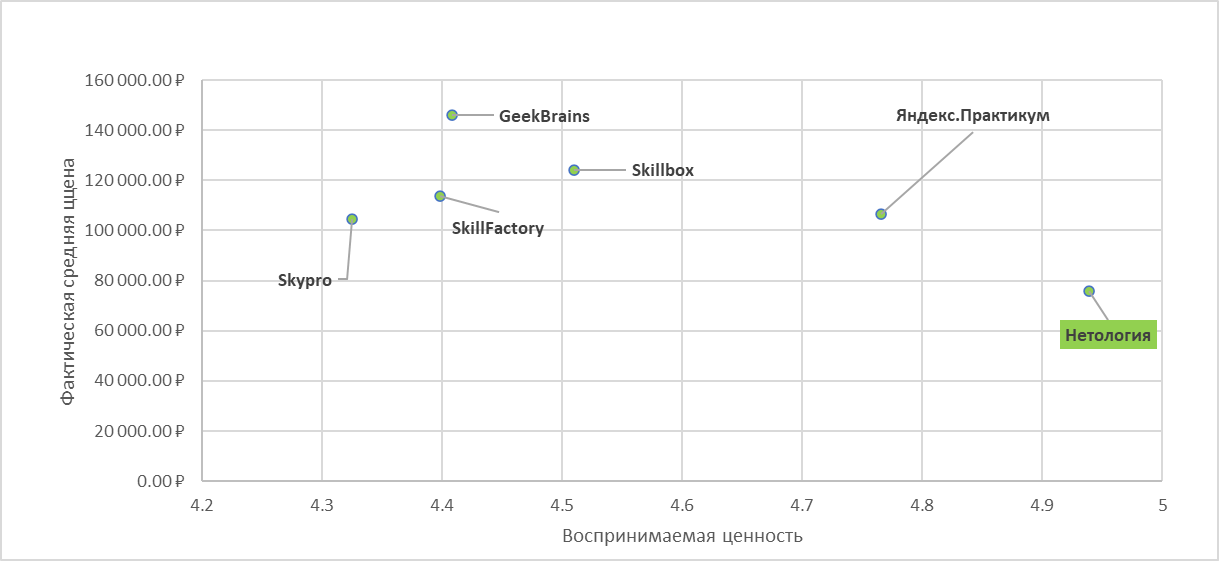 160 000.00 ₽
140 000.00 ₽
120 000.00 ₽
100 000.00 ₽
80 000.00 ₽
60 000.00 ₽
40 000.00 ₽
20 000.00 ₽
0.00 ₽
Фактическая средняя ццена
GeekBrains
Яндекс.Практикум
Skillbox
SkillFactory
Skypro
Нетология
4.2 4.3 4.4 4.5 4.6 4.7 4.8 4.9 5
Воспринимаемая ценность